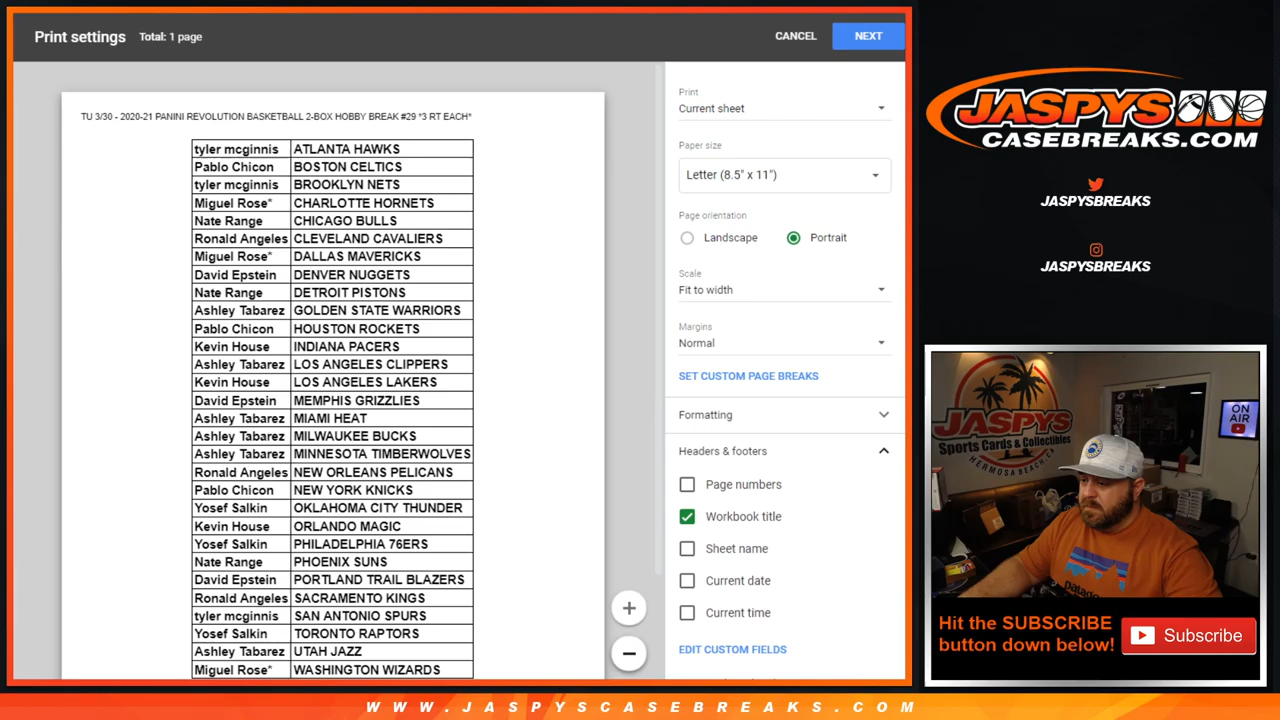 Print settings Total: 1 page CANCEL NEXT
TU 3/30 - 2020-21 PANINI REVOLUTION BASKETBALL 2-BOX HOBBY BREAK #29 *3 RT EACH*
tyler mcginnis ATLANTA HAWKS
Pablo Chicon BOSTON CELTICS
tyler mcginnis BROOKLYN NETS
Miguel Rose* CHARLOTTE HORNETS
Nate Range CHICAGO BULLS
Ronald Angeles CLEVELAND CAVALIERS
Miguel Rose* DALLAS MAVERICKS
David Epstein DENVER NUGGETS
Nate Range DETROIT PISTONS
Ashley Tabarez GOLDEN STATE WARRIORS
Pablo Chicon HOUSTON ROCKETS
Kevin House INDIANA PACERS
Ashley Tabarez LOS ANGELES CLIPPERS
Kevin House LOS ANGELES LAKERS
David Epstein MEMPHIS GRIZZLIES
Ashley Tabarez MIAMI HEAT
Ashley Tabarez MILWAUKEE BUCKS
Ashley Tabarez MINNESOTA TIMBERWOLVES
Ronald Angeles NEW ORLEANS PELICANS
Pablo Chicon NEW YORK KNICKS
Yosef Salkin OKLAHOMA CITY THUNDER
Kevin House ORLANDO MAGIC
Yosef Salkin PHILADELPHIA 76ERS
Nate Range PHOENIX SUNS
David Epstein PORTLAND TRAIL BLAZERS
Ronald Angeles SACRAMENTO KINGS
tyler mcginnis SAN ANTONIO SPURS
Yosef Salkin TORONTO RAPTORS
Ashley Tabarez UTAH JAZZ
Miguel Rose* WASHINGTON WIZARDS
Print
Current sheet
Paper size
Letter (8.5" x 11")
Page orientation
Landscape Portrait
Scale
Fit to width
Margins
Normal
SET CUSTOM PAGE BREAKS
Formatting
Headers & footers
Page numbers
Workbook title
Sheet name
Current date
Current time
EDIT CUSTOM FIELDS
JASPYS
CASEBREAKS.COM
JASPYSBREAKS
JASPYSBREAKS
JASPYS
Sports Cards & Collectibles
HERMOSA BEACH, CA
ON
AIR
patagonia
Hit the SUBSCRIBE
button down below!
Subscribe
WWW.JASPYSCASEBREAKS.COM